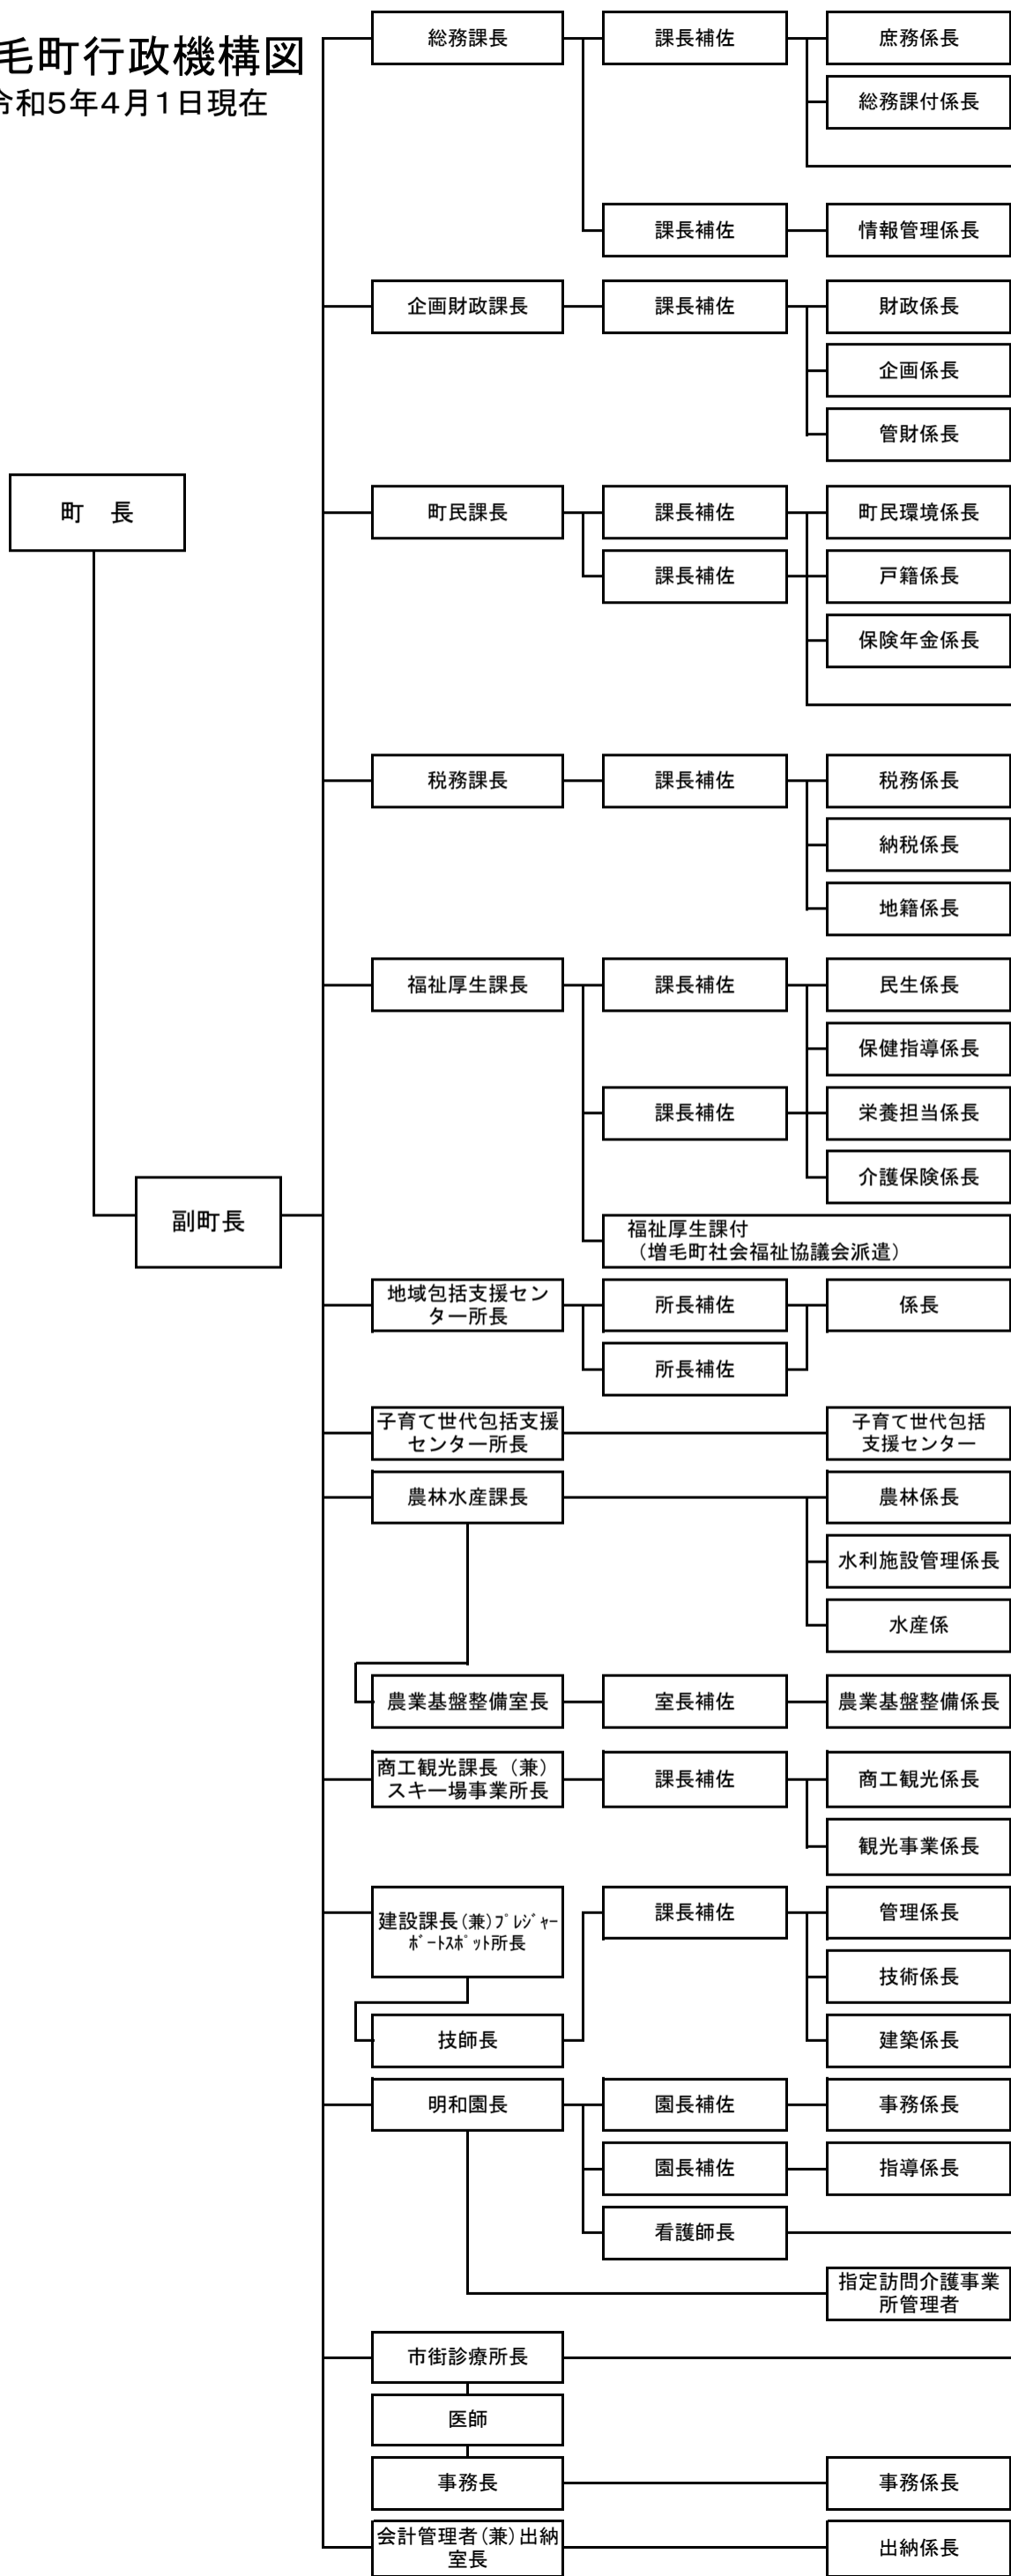 毛町行政機構図
令和5年4月1日現在
総務課長
課長補佐
庶務係長
総務課付係長
課長補佐
情報管理係長
企画財政課長
課長補佐
財政係長
企画係長
管財係長
町　長
町民課長
課長補佐
町民環境係長
課長補佐
戸籍係長
保険年金係長
税務課長
課長補佐
税務係長
納税係長
地籍係長
福祉厚生課長
課長補佐
民生係長
保健指導係長
課長補佐
栄養担当係長
介護保険係長
副町長
福祉厚生課付
（増毛町社会福祉協議会派遣）
地域包括支援セン
ター所長
所長補佐
係長
所長補佐
子育て世代包括支援
センター所長
子育て世代包括
支援センター
農林水産課長
農林係長
水利施設管理係長
水産係
農業基盤整備室長
室長補佐
農業基盤整備係長
商工観光課長（兼）
スキー場事業所長
課長補佐
商工観光係長
観光事業係長
建設課長(兼)ﾌﾟﾚｼﾞｬｰ
ﾎﾞｰﾄｽﾎﾟｯﾄ所長
課長補佐
管理係長
技術係長
技師長
建築係長
明和園長
園長補佐
事務係長
園長補佐
指導係長
看護師長
指定訪問介護事業
所管理者
市街診療所長
医師
事務長
事務係長
会計管理者(兼)出納
室長
出納係長